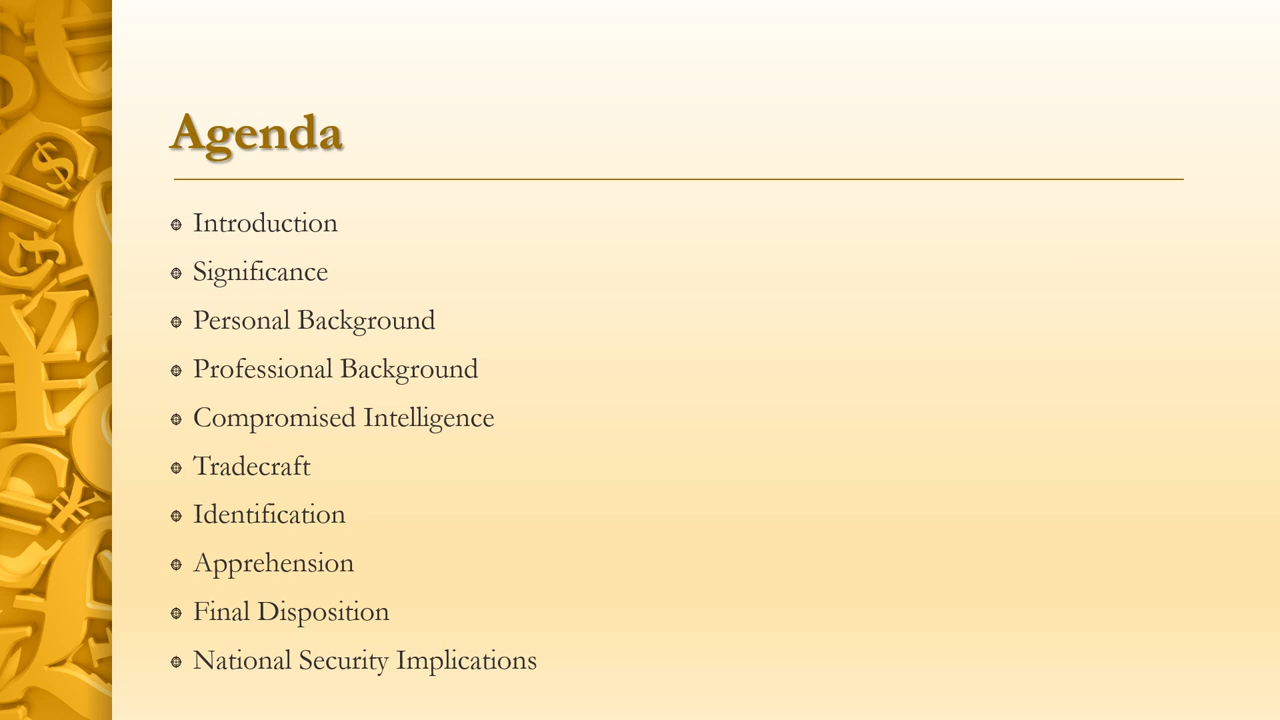 Agenda
Introduction
Significance
Personal Background
Professional Background
Compromised Intelligence
Tradecraft
Identification
Apprehension
Final Disposition
National Security Implications